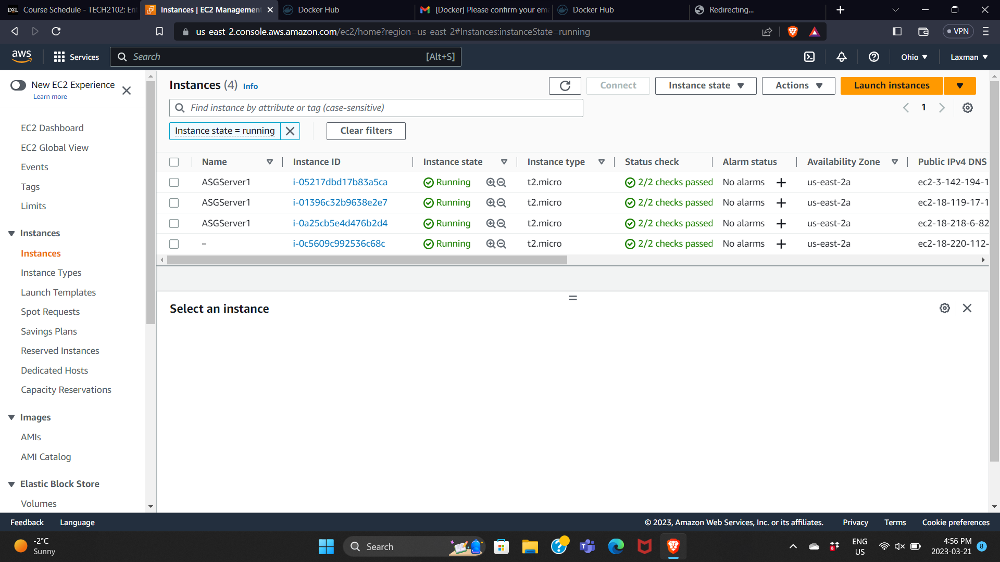 D2L Course Schedule - TECH2102: En
Instances | EC2 Management
Docker Hub
[Docker] Please confirm your ema
Docker Hub
Redirecting...
us-east-2.console.aws.amazon.com/ec2/home?region=us-east-2#Instances:instanceState=running
VPN
aws
Services
Search [Alt+S]
Ohio
Laxman
New EC2 Experience
Learn more
EC2 Dashboard
EC2 Global View
Events
Tags
Limits
Instances
Instances
Instance Types
Launch Templates
Spot Requests
Savings Plans
Reserved Instances
Dedicated Hosts
Capacity Reservations
Images
AMIs
AMI Catalog
Elastic Block Store
Volumes
Instances (4) Info
Connect
Instance state
Actions
Launch instances
Find instance by attribute or tag (case-sensitive)
1
Instance state = running
Clear filters
Name Instance ID Instance state Instance type Status check Alarm status Availability Zone Public IPv4 DNS
ASGServer1 i-05217dbd17b83a5ca Running t2.micro 2/2 checks passed No alarms + us-east-2a ec2-3-142-194-1
ASGServer1 i-01396c32b9638e2e7 Running t2.micro 2/2 checks passed No alarms + us-east-2a ec2-18-119-17-1
ASGServer1 i-0a25cb5e4d476b2d4 Running t2.micro 2/2 checks passed No alarms + us-east-2a ec2-18-218-6-82
– i-0c5609c992536c68c Running t2.micro 2/2 checks passed No alarms + us-east-2a ec2-18-220-112-
Select an instance
Feedback Language © 2023, Amazon Web Services, Inc. or its affiliates. Privacy Terms Cookie preferences
-2°C
Sunny
Search
8
ENG
US
4:56 PM
2023-03-21
8